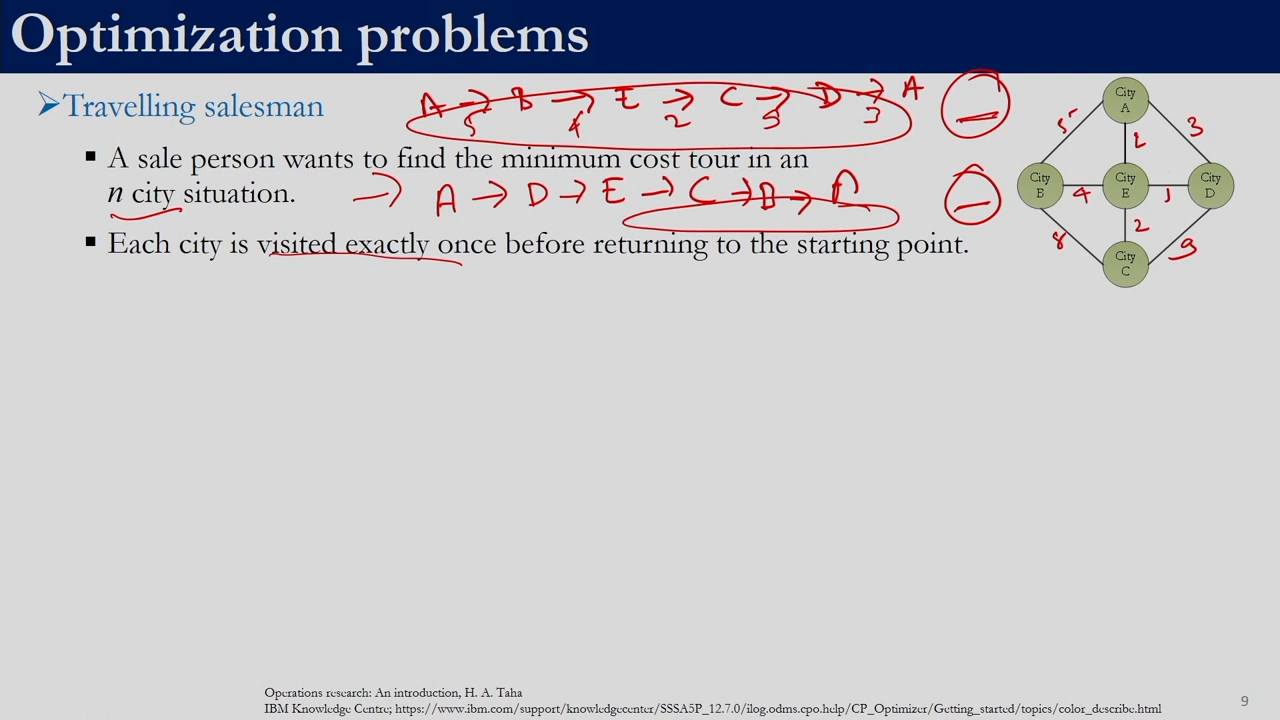 Optimization problems
➢Travelling salesman
A → B → E → C → D → A
5 4 2 3
▪ A sale person wants to find the minimum cost tour in an
n city situation.
→ A → D → E → C → B → A
▪ Each city is visited exactly once before returning to the starting point.
City A
5 3
2
City B
4
City E
1
City D
8 2 9
City C
Operations research: An introduction, H. A. Taha
IBM Knowledge Centre; https://www.ibm.com/support/knowledgecenter/SSSA5P_12.7.0/ilog.odms.cpo.help/CP_Optimizer/Getting_started/topics/color_describe.html
9